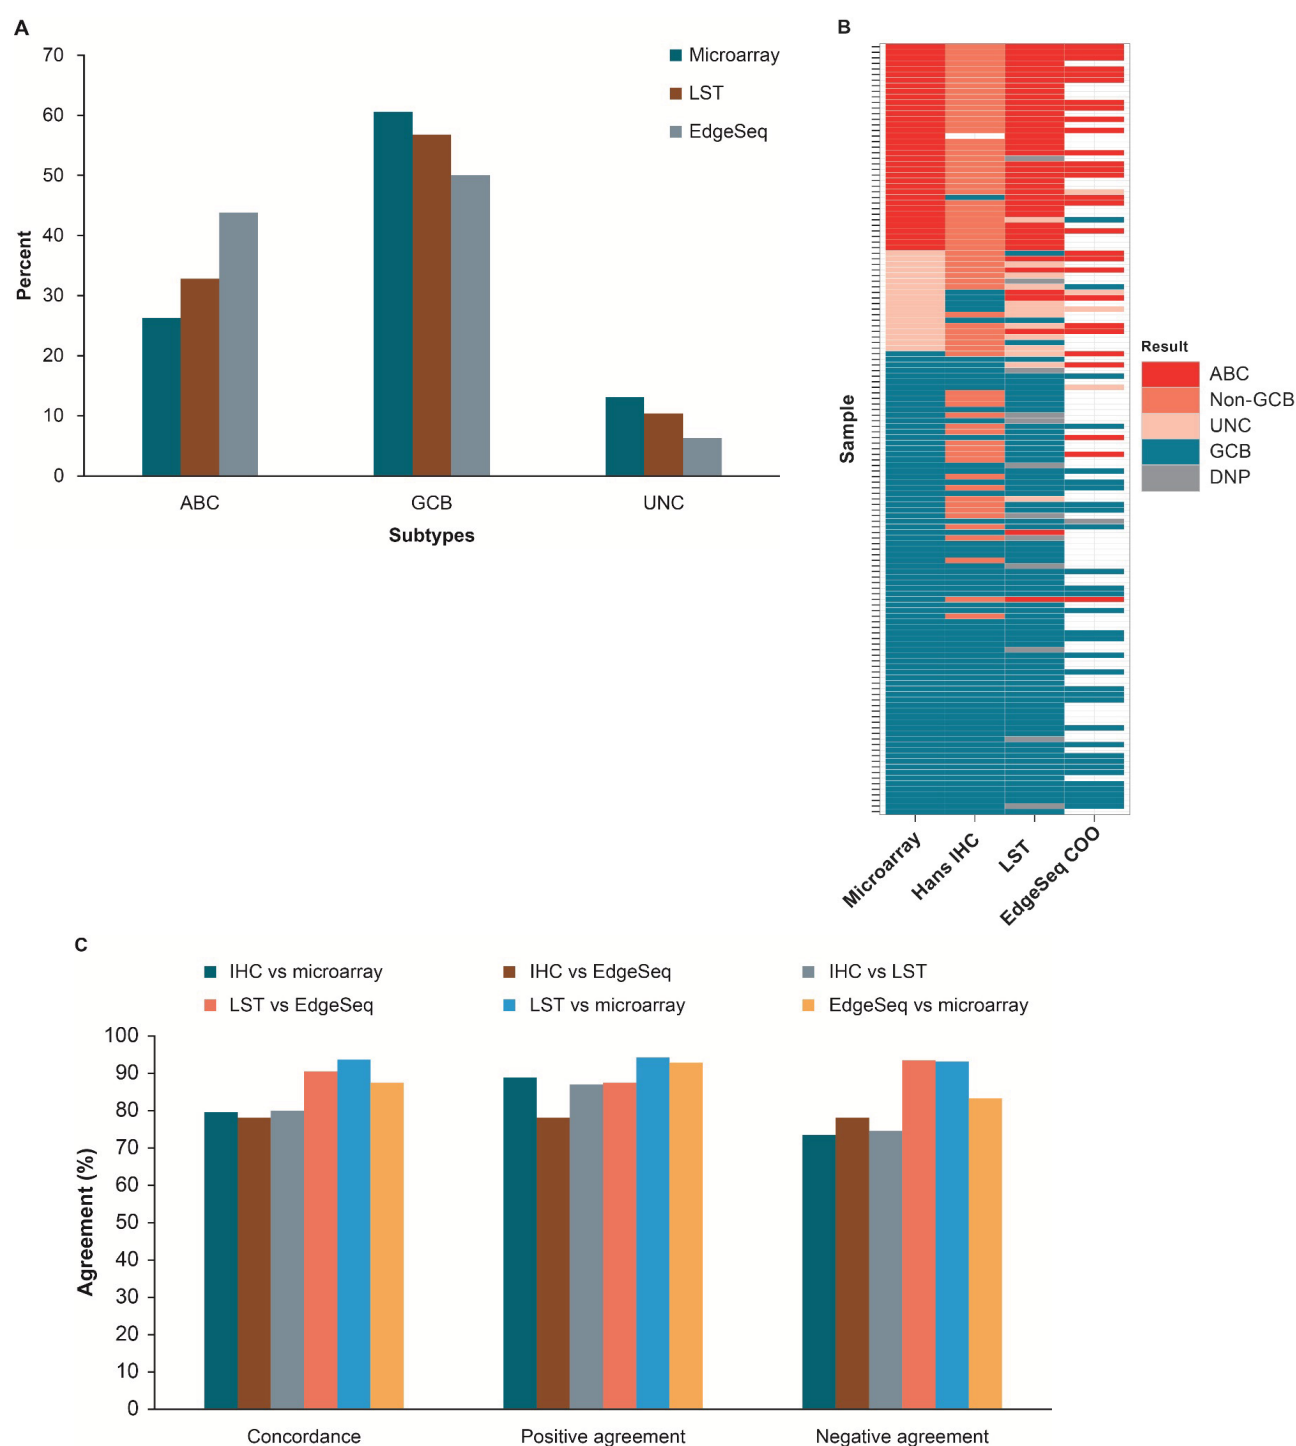 A
70
60
50
40
30
20
10
0
Percent
Microarray
LST
EdgeSeq
ABC
GCB
UNC
Subtypes
B
Sample
Result
ABC
Non-GCB
UNC
GCB
DNP
Microarray
Hans IHC
LST
EdgeSeq COO
C
IHC vs microarray
IHC vs EdgeSeq
IHC vs LST
LST vs EdgeSeq
LST vs microarray
EdgeSeq vs microarray
100
90
80
70
60
50
40
30
20
10
0
Agreement (%)
Concordance
Positive agreement
Negative agreement